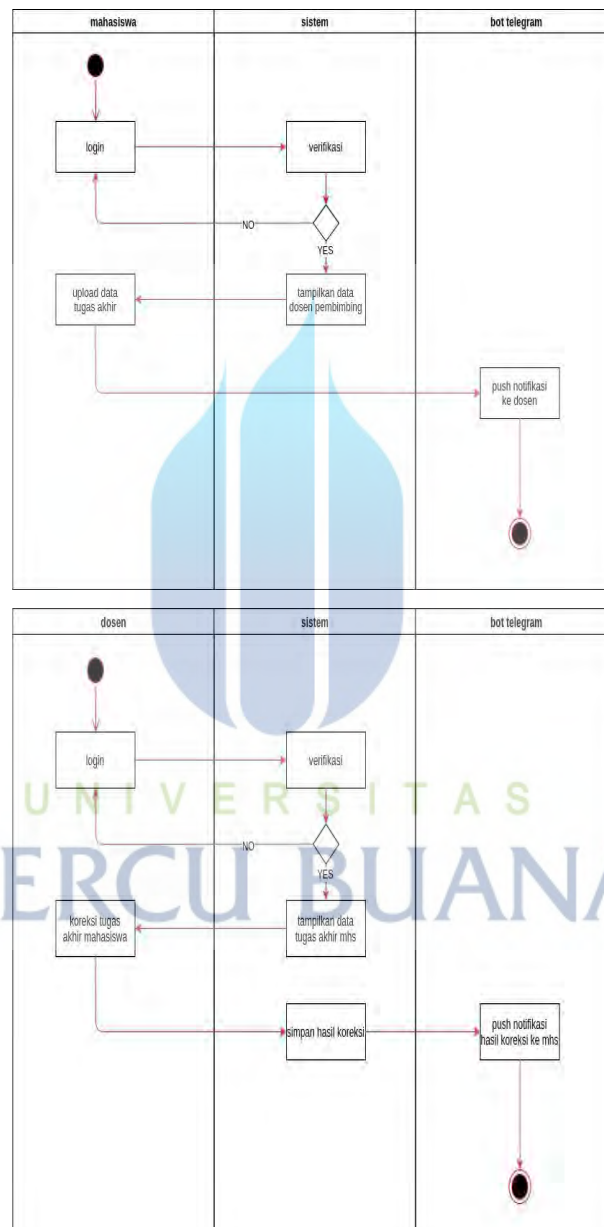 mahasiswa
sistem
bot telegram
login
verifikasi
NO
YES
upload data
tugas akhir
tampilkan data
dosen pembimbing
push notifikasi
ke dosen
dosen
sistem
bot telegram
login
verifikasi
UNIVERSITAS
NO
YES
ERCU BUANA
koreksi tugas
akhir mahasiswa
tampilkan data
tugas akhir mhs
simpan hasil koreksi
push notifikasi
hasil koreksi ke mhs